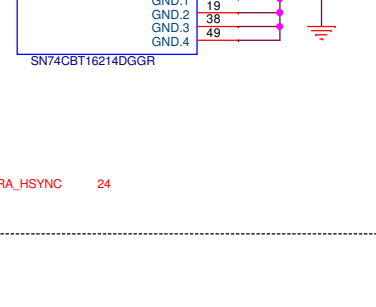 GND.1
19
GND.2
38
GND.3
49
GND.4
SN74CBT16214DGGR
RA_HSYNC 24